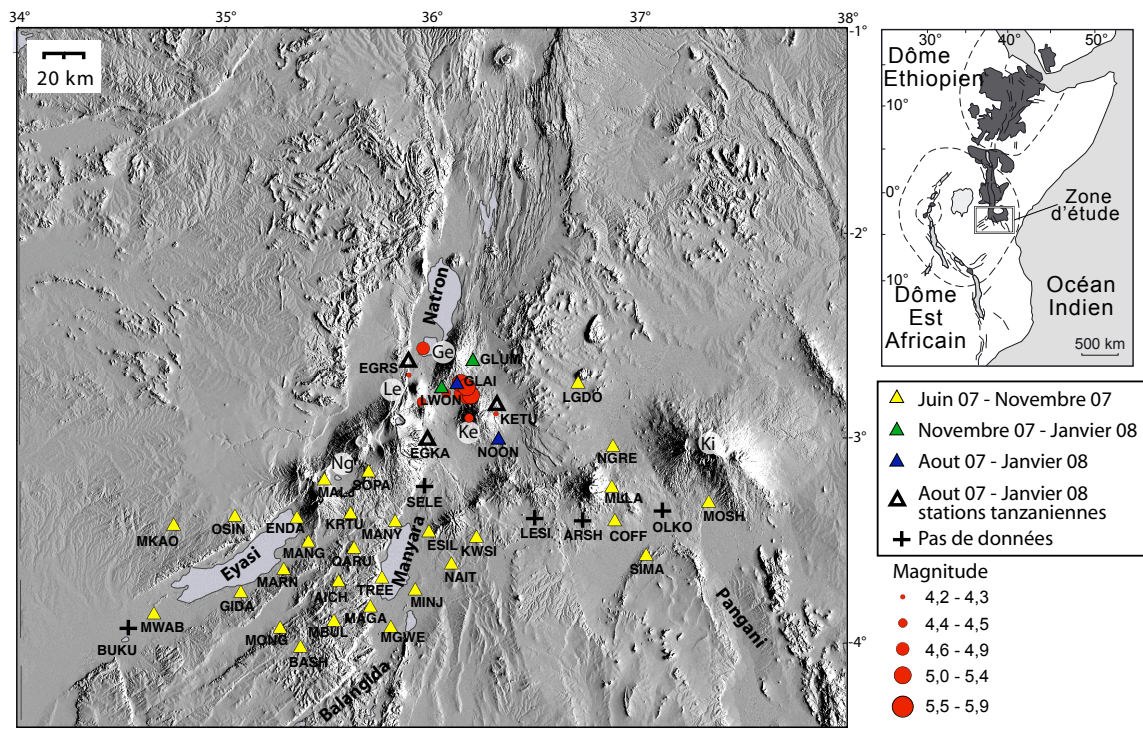 34°
35°
36°
37°
38°
20 km
-1°
-2°
-3°
-4°
Natron
Ge
GLUM
EGRS
GLAI
Le
LWON
KETU
LGDO
Ke
EGKA
NOON
NGRE
Ki
Ng
SOPA
MALJ
SELE
MLLA
MOSH
OSIN
ENDA
KRTU
MANY
LESI
ARSH
COFF
OLKO
MKAO
MANG
QARU
ESIL
KWSI
SIMA
Eyasi
MARN
Manyara
NAIT
GIDA
AICH
TREE
MINJ
MWAB
MAGA
MONG
MBUL
MGWE
BUKU
BASH
Balangida
Pangani
30°
40°
50°
Dôme
Ethiopien
10°
0°
Zone
d'étude
10°
Dôme
Est
Africain
Océan
Indien
500 km
Juin 07 - Novembre 07
Novembre 07 - Janvier 08
Aout 07 - Janvier 08
Aout 07 - Janvier 08
stations tanzaniennes
Pas de données
Magnitude
4,2 - 4,3
4,4 - 4,5
4,6 - 4,9
5,0 - 5,4
5,5 - 5,9